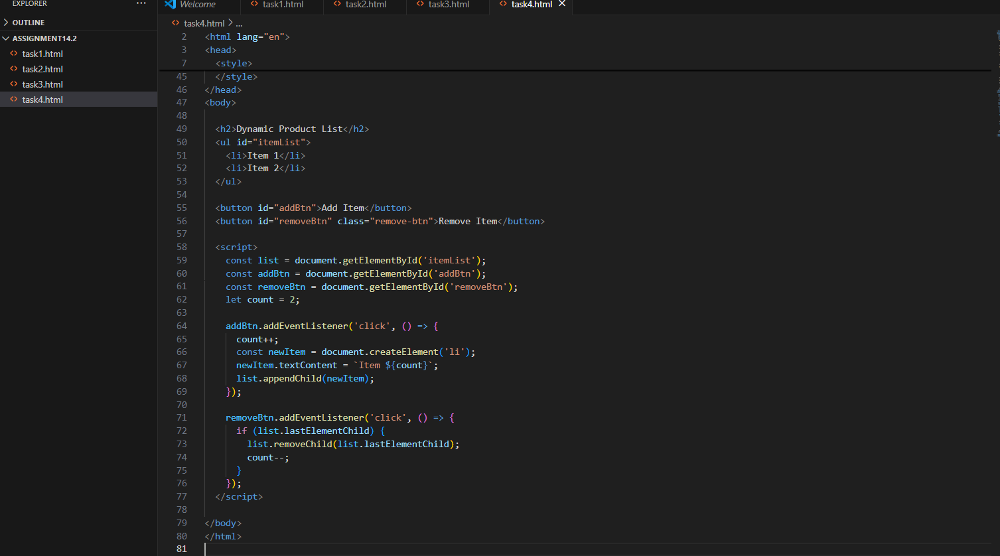 EXPLORER ...
OUTLINE
ASSIGNMENT14.2
task1.html
task2.html
task3.html
task4.html
Welcome task1.html task2.html task3.html task4.html
task4.html > ...
2 <html lang="en">
3 <head>
7 <style>
45 </style>
46 </head>
47 <body>
48
49 <h2>Dynamic Product List</h2>
50 <ul id="itemList">
51 <li>Item 1</li>
52 <li>Item 2</li>
53 </ul>
54
55 <button id="addBtn">Add Item</button>
56 <button id="removeBtn" class="remove-btn">Remove Item</button>
57
58 <script>
59 const list = document.getElementById('itemList');
60 const addBtn = document.getElementById('addBtn');
61 const removeBtn = document.getElementById('removeBtn');
62 let count = 2;
63
64 addBtn.addEventListener('click', () => {
65 count++;
66 const newItem = document.createElement('li');
67 newItem.textContent = `Item ${count}`;
68 list.appendChild(newItem);
69 });
70
71 removeBtn.addEventListener('click', () => {
72 if (list.lastElementChild) {
73 list.removeChild(list.lastElementChild);
74 count--;
75 }
76 });
77 </script>
78
79 </body>
80 </html>
81